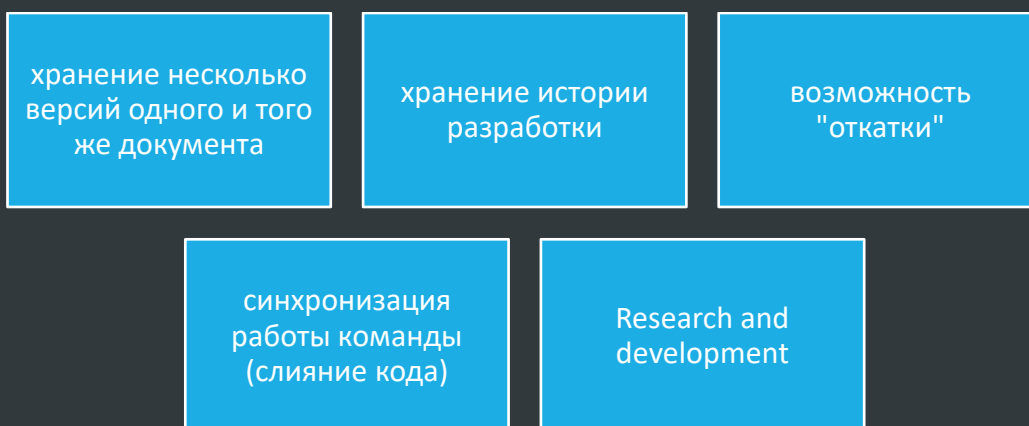 хранение несколько
версий одного и того
же документа
хранение истории
разработки
возможность
"откатки"
синхронизация
работы команды
(слияние кода)
Research and
development